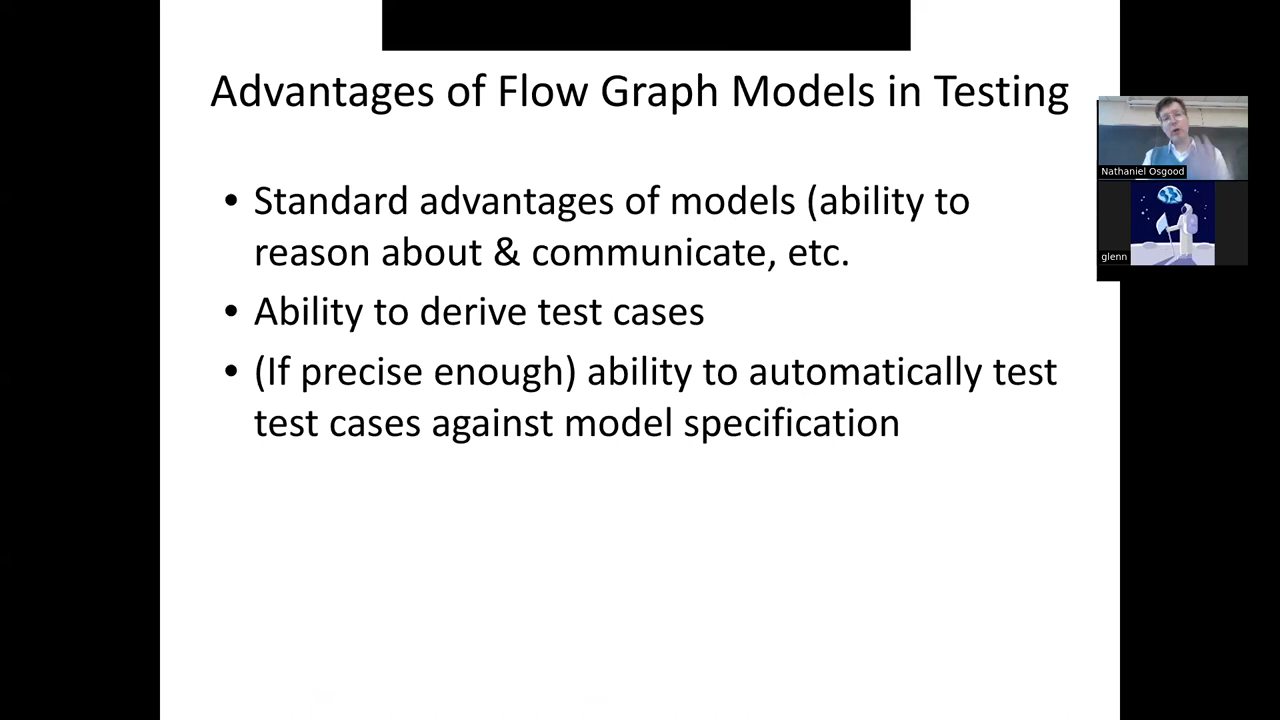 Advantages of Flow Graph Models in Testing
• Standard advantages of models (ability to
reason about & communicate, etc.
• Ability to derive test cases
• (If precise enough) ability to automatically test
test cases against model specification
Nathaniel Osgood
glenn